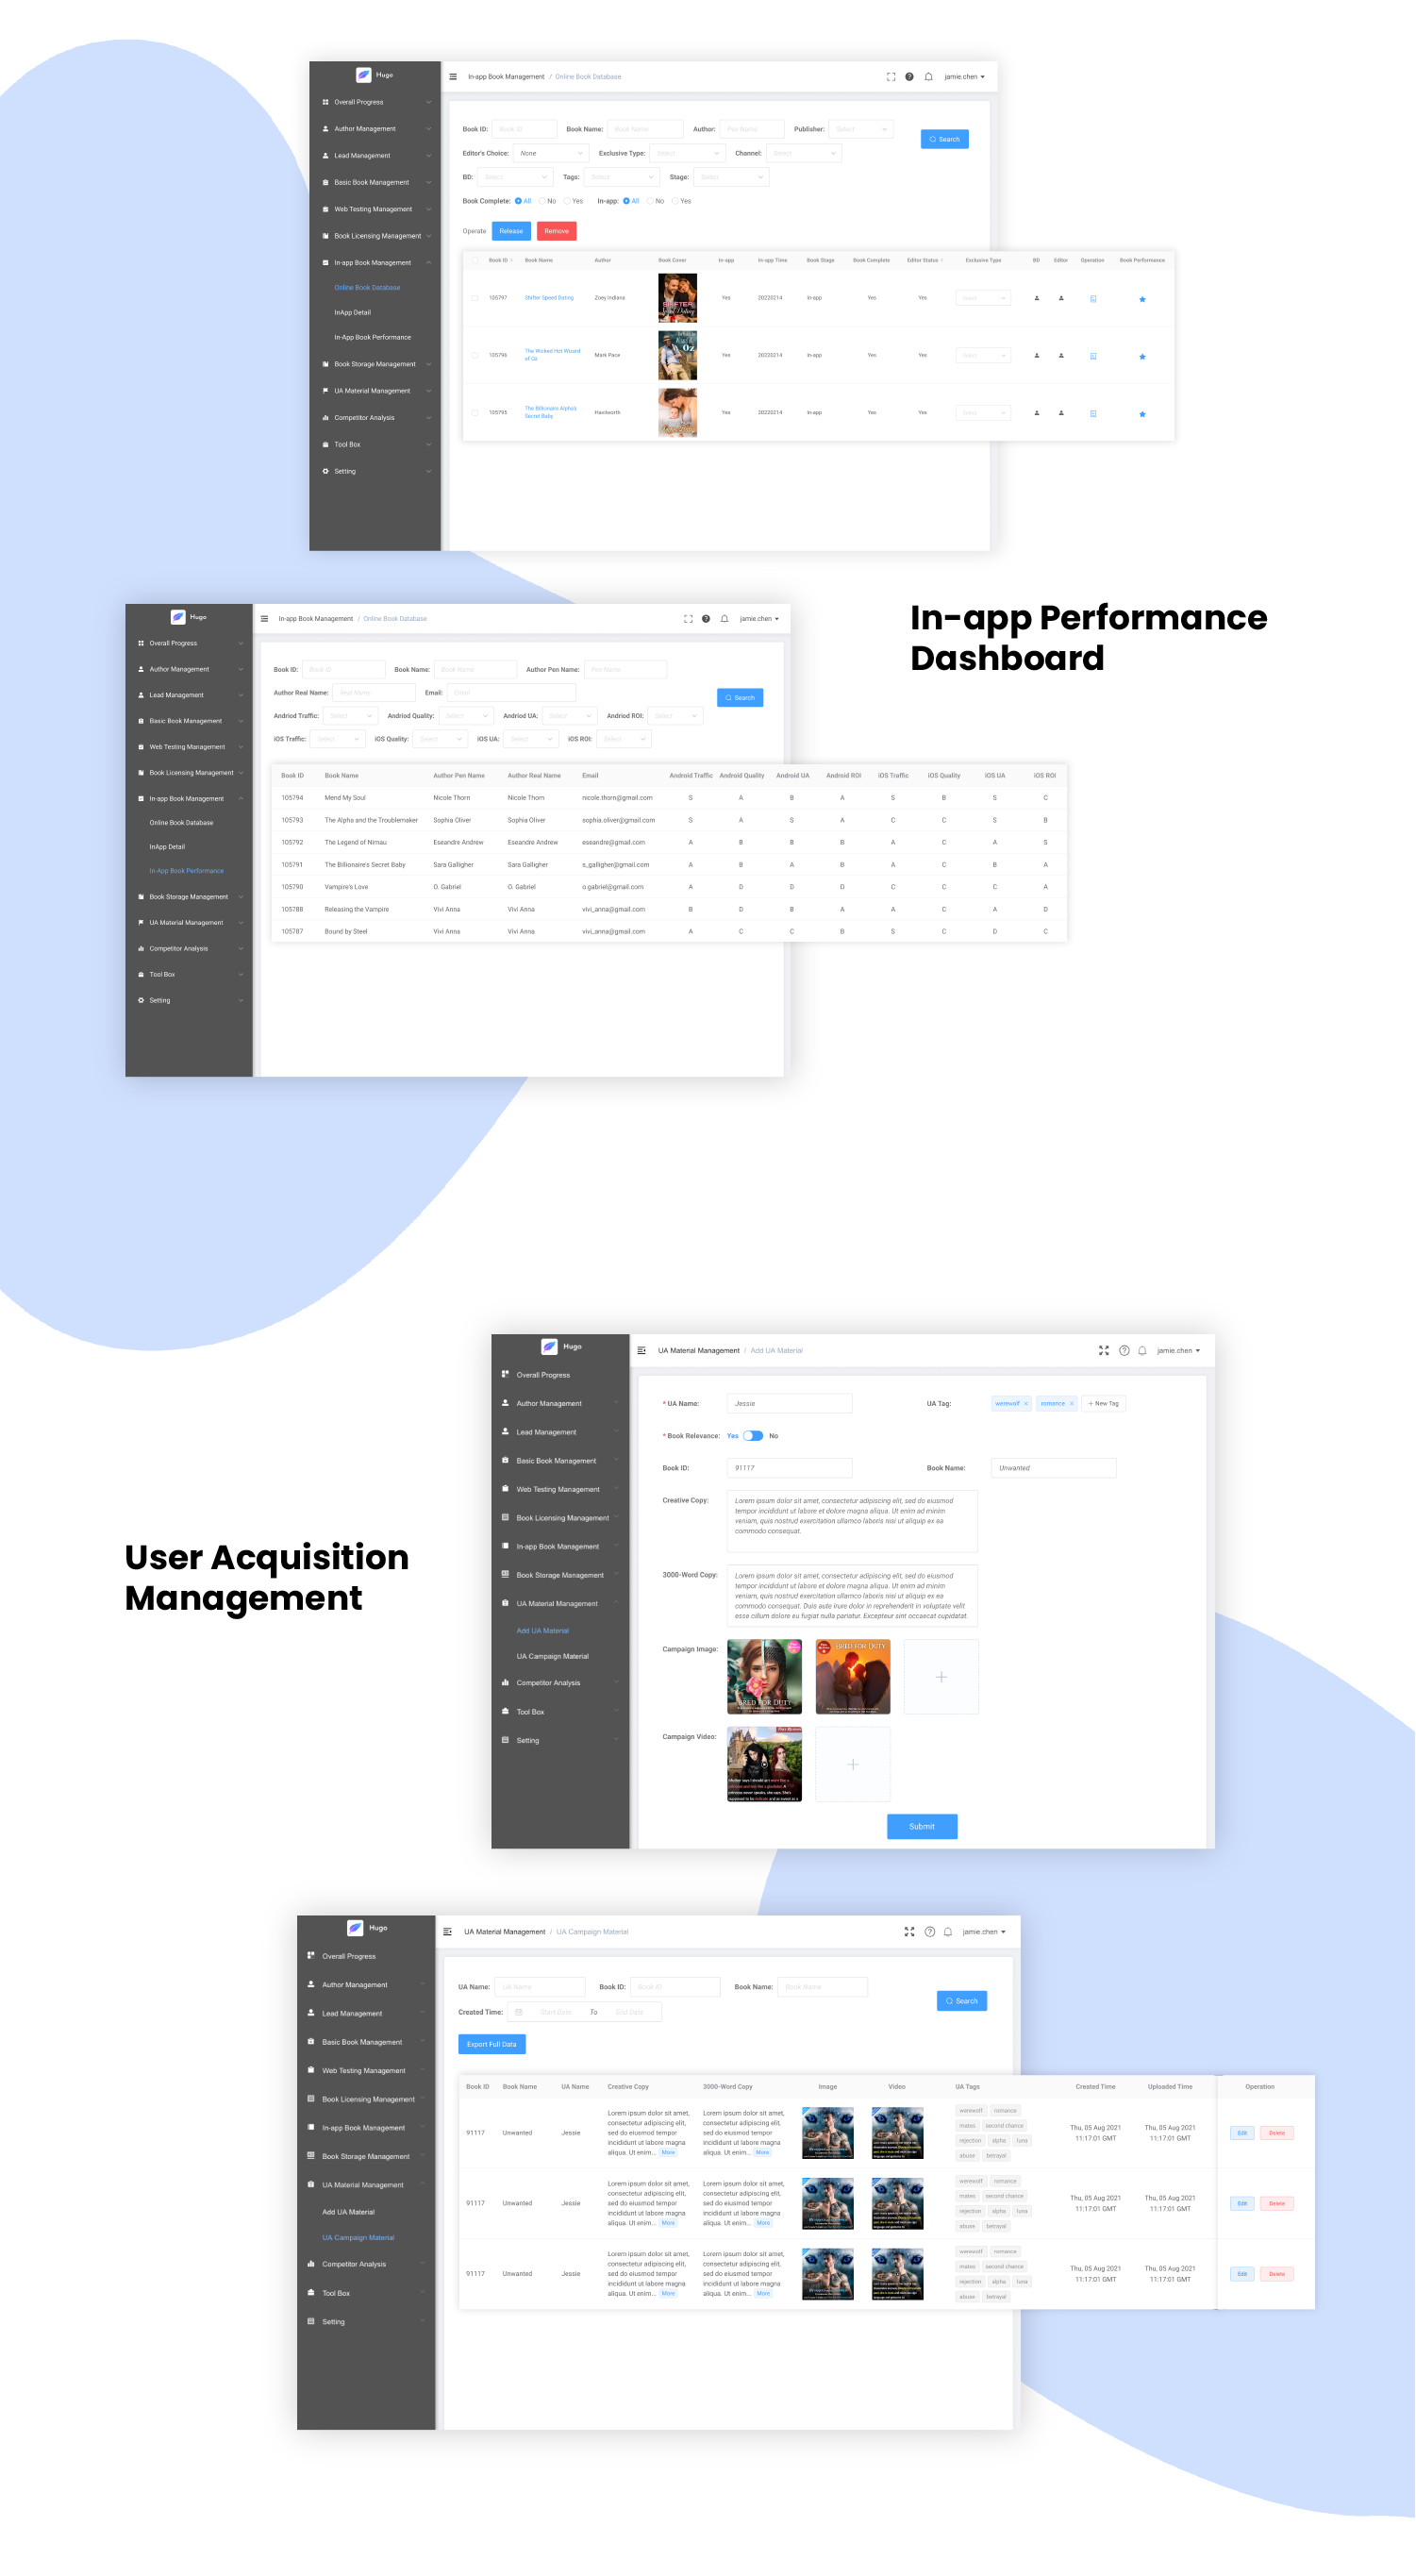 Hugo
In-app Book Management / Online Book Database
jamie.chen
Overall Progress
Author Management
Lead Management
Basic Book Management
Web Testing Management
Book Licensing Management
In-app Book Management
Online Book Database
InApp Detail
In-App Book Performance
Book Storage Management
UA Material Management
Competitor Analysis
Tool Box
Setting
Book ID: Book ID Book Name: Book Name Author: Pen Name Publisher: Select
Search
Editor's Choice: None Exclusive Type: Select Channel: Select
BD: Select Tags: Select Stage: Select
Book Complete: All No Yes In-app: All No Yes
Operate Release Remove
Book ID Book Name Author Book Cover In-app In-app Time Book Stage Book Complete Editor Status Exclusive Type BD Editor Operation Book Performance
105797 Shifter Speed Dating Zoey Indiana Yes 20220214 In-app Yes Yes Select
105796 The Wicked Hot Wizard of Oz Mark Pace Yes 20220214 In-app Yes Yes Select
105795 The Billionaire Alpha's Secret Baby Hawkworth Yes 20220214 In-app Yes Yes Select
In-app Performance
Dashboard
Hugo
In-app Book Management / Online Book Database
jamie.chen
Overall Progress
Author Management
Lead Management
Basic Book Management
Web Testing Management
Book Licensing Management
In-app Book Management
Online Book Database
InApp Detail
In-App Book Performance
Book Storage Management
UA Material Management
Competitor Analysis
Tool Box
Setting
Book ID: Book ID Book Name: Book Name Author Pen Name: Pen Name
Author Real Name: Real Name Email: Email
Search
Andriod Traffic: Select Andriod Quality: Select Andriod UA: Select Andriod ROI: Select
iOS Traffic: Select iOS Quality: Select iOS UA: Select iOS ROI: Select
Book ID Book Name Author Pen Name Author Real Name Email Android Traffic Android Quality Android UA Android ROI iOS Traffic iOS Quality iOS UA iOS ROI
105794 Mend My Soul Nicole Thorn Nicole Thorn nicole.thorn@gmail.com S A B A S B S C
105793 The Alpha and the Troublemaker Sophia Oliver Sophia Oliver sophia.oliver@gmail.com S A S A C C S B
105792 The Legend of Nimau Eseandre Andrew Eseandre Andrew eseandre@gmail.com A B B B A C A S
105791 The Billionaire's Secret Baby Sara Galligher Sara Galligher s_galligher@gmail.com A B A B A C B A
105790 Vampire's Love O. Gabriel O. Gabriel o.gabriel@gmail.com A D D D C C C A
105788 Releasing the Vampire Vivi Anna Vivi Anna vivi_anna@gmail.com B D B A A C A D
105787 Bound by Steel Vivi Anna Vivi Anna vivi_anna@gmail.com A C C B S C D C
User Acquisition
Management
Hugo
UA Material Management / Add UA Material
jamie.chen
Overall Progress
Author Management
Lead Management
Basic Book Management
Web Testing Management
Book Licensing Management
In-app Book Management
Book Storage Management
UA Material Management
Add UA Material
UA Campaign Material
Competitor Analysis
Tool Box
Setting
* UA Name: Jessie UA Tag: werewolf × romance × + New Tag
* Book Relevance: Yes No
Book ID: 91117 Book Name: Unwanted
Creative Copy: Lorem ipsum dolor sit amet, consectetur adipiscing elit, sed do eiusmod
tempor incididunt ut labore et dolore magna aliqua. Ut enim ad minim
veniam, quis nostrud exercitation ullamco laboris nisi ut aliquip ex ea
commodo consequat.
3000-Word Copy: Lorem ipsum dolor sit amet, consectetur adipiscing elit, sed do eiusmod
tempor incididunt ut labore et dolore magna aliqua. Ut enim ad minim
veniam, quis nostrud exercitation ullamco laboris nisi ut aliquip ex ea
commodo consequat. Duis aute irure dolor in reprehenderit in voluptate velit
esse cillum dolore eu fugiat nulla pariatur. Excepteur sint occaecat cupidatat.
Campaign Image:
BRED FOR DUTY
BRED FOR DUTY
Campaign Video:
Submit
Hugo
UA Material Management / UA Campaign Material
jamie.chen
Overall Progress
Author Management
Lead Management
Basic Book Management
Web Testing Management
Book Licensing Management
In-app Book Management
Book Storage Management
UA Material Management
Add UA Material
UA Campaign Material
Competitor Analysis
Tool Box
Setting
UA Name: UA Name Book ID: Book ID Book Name: Book Name
Search
Created Time: Start Date To End Date
Export Full Data
Book ID Book Name UA Name Creative Copy 3000-Word Copy Image Video UA Tags Created Time Uploaded Time Operation
91117 Unwanted Jessie
Lorem ipsum dolor sit amet,
consectetur adipiscing elit,
sed do eiusmod tempor
incididunt ut labore magna
aliqua. Ut enim... More
Lorem ipsum dolor sit amet,
consectetur adipiscing elit,
sed do eiusmod tempor
incididunt ut labore magna
aliqua. Ut enim... More
werewolf romance
mates second chance
rejection alpha luna
abuse betrayal
Thu, 05 Aug 2021
11:17:01 GMT
Thu, 05 Aug 2021
11:17:01 GMT
Edit Delete
91117 Unwanted Jessie
Lorem ipsum dolor sit amet,
consectetur adipiscing elit,
sed do eiusmod tempor
incididunt ut labore magna
aliqua. Ut enim... More
Lorem ipsum dolor sit amet,
consectetur adipiscing elit,
sed do eiusmod tempor
incididunt ut labore magna
aliqua. Ut enim... More
werewolf romance
mates second chance
rejection alpha luna
abuse betrayal
Thu, 05 Aug 2021
11:17:01 GMT
Thu, 05 Aug 2021
11:17:01 GMT
Edit Delete
91117 Unwanted Jessie
Lorem ipsum dolor sit amet,
consectetur adipiscing elit,
sed do eiusmod tempor
incididunt ut labore magna
aliqua. Ut enim... More
Lorem ipsum dolor sit amet,
consectetur adipiscing elit,
sed do eiusmod tempor
incididunt ut labore magna
aliqua. Ut enim... More
werewolf romance
mates second chance
rejection alpha luna
abuse betrayal
Thu, 05 Aug 2021
11:17:01 GMT
Thu, 05 Aug 2021
11:17:01 GMT
Edit Delete